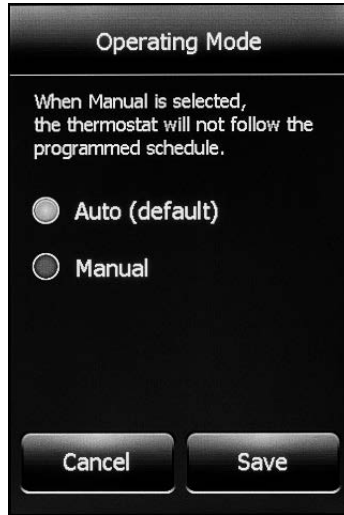 Operating Mode
When Manual is selected,
the thermostat will not follow the
programmed schedule.
Auto (default)
Manual
Cancel
Save